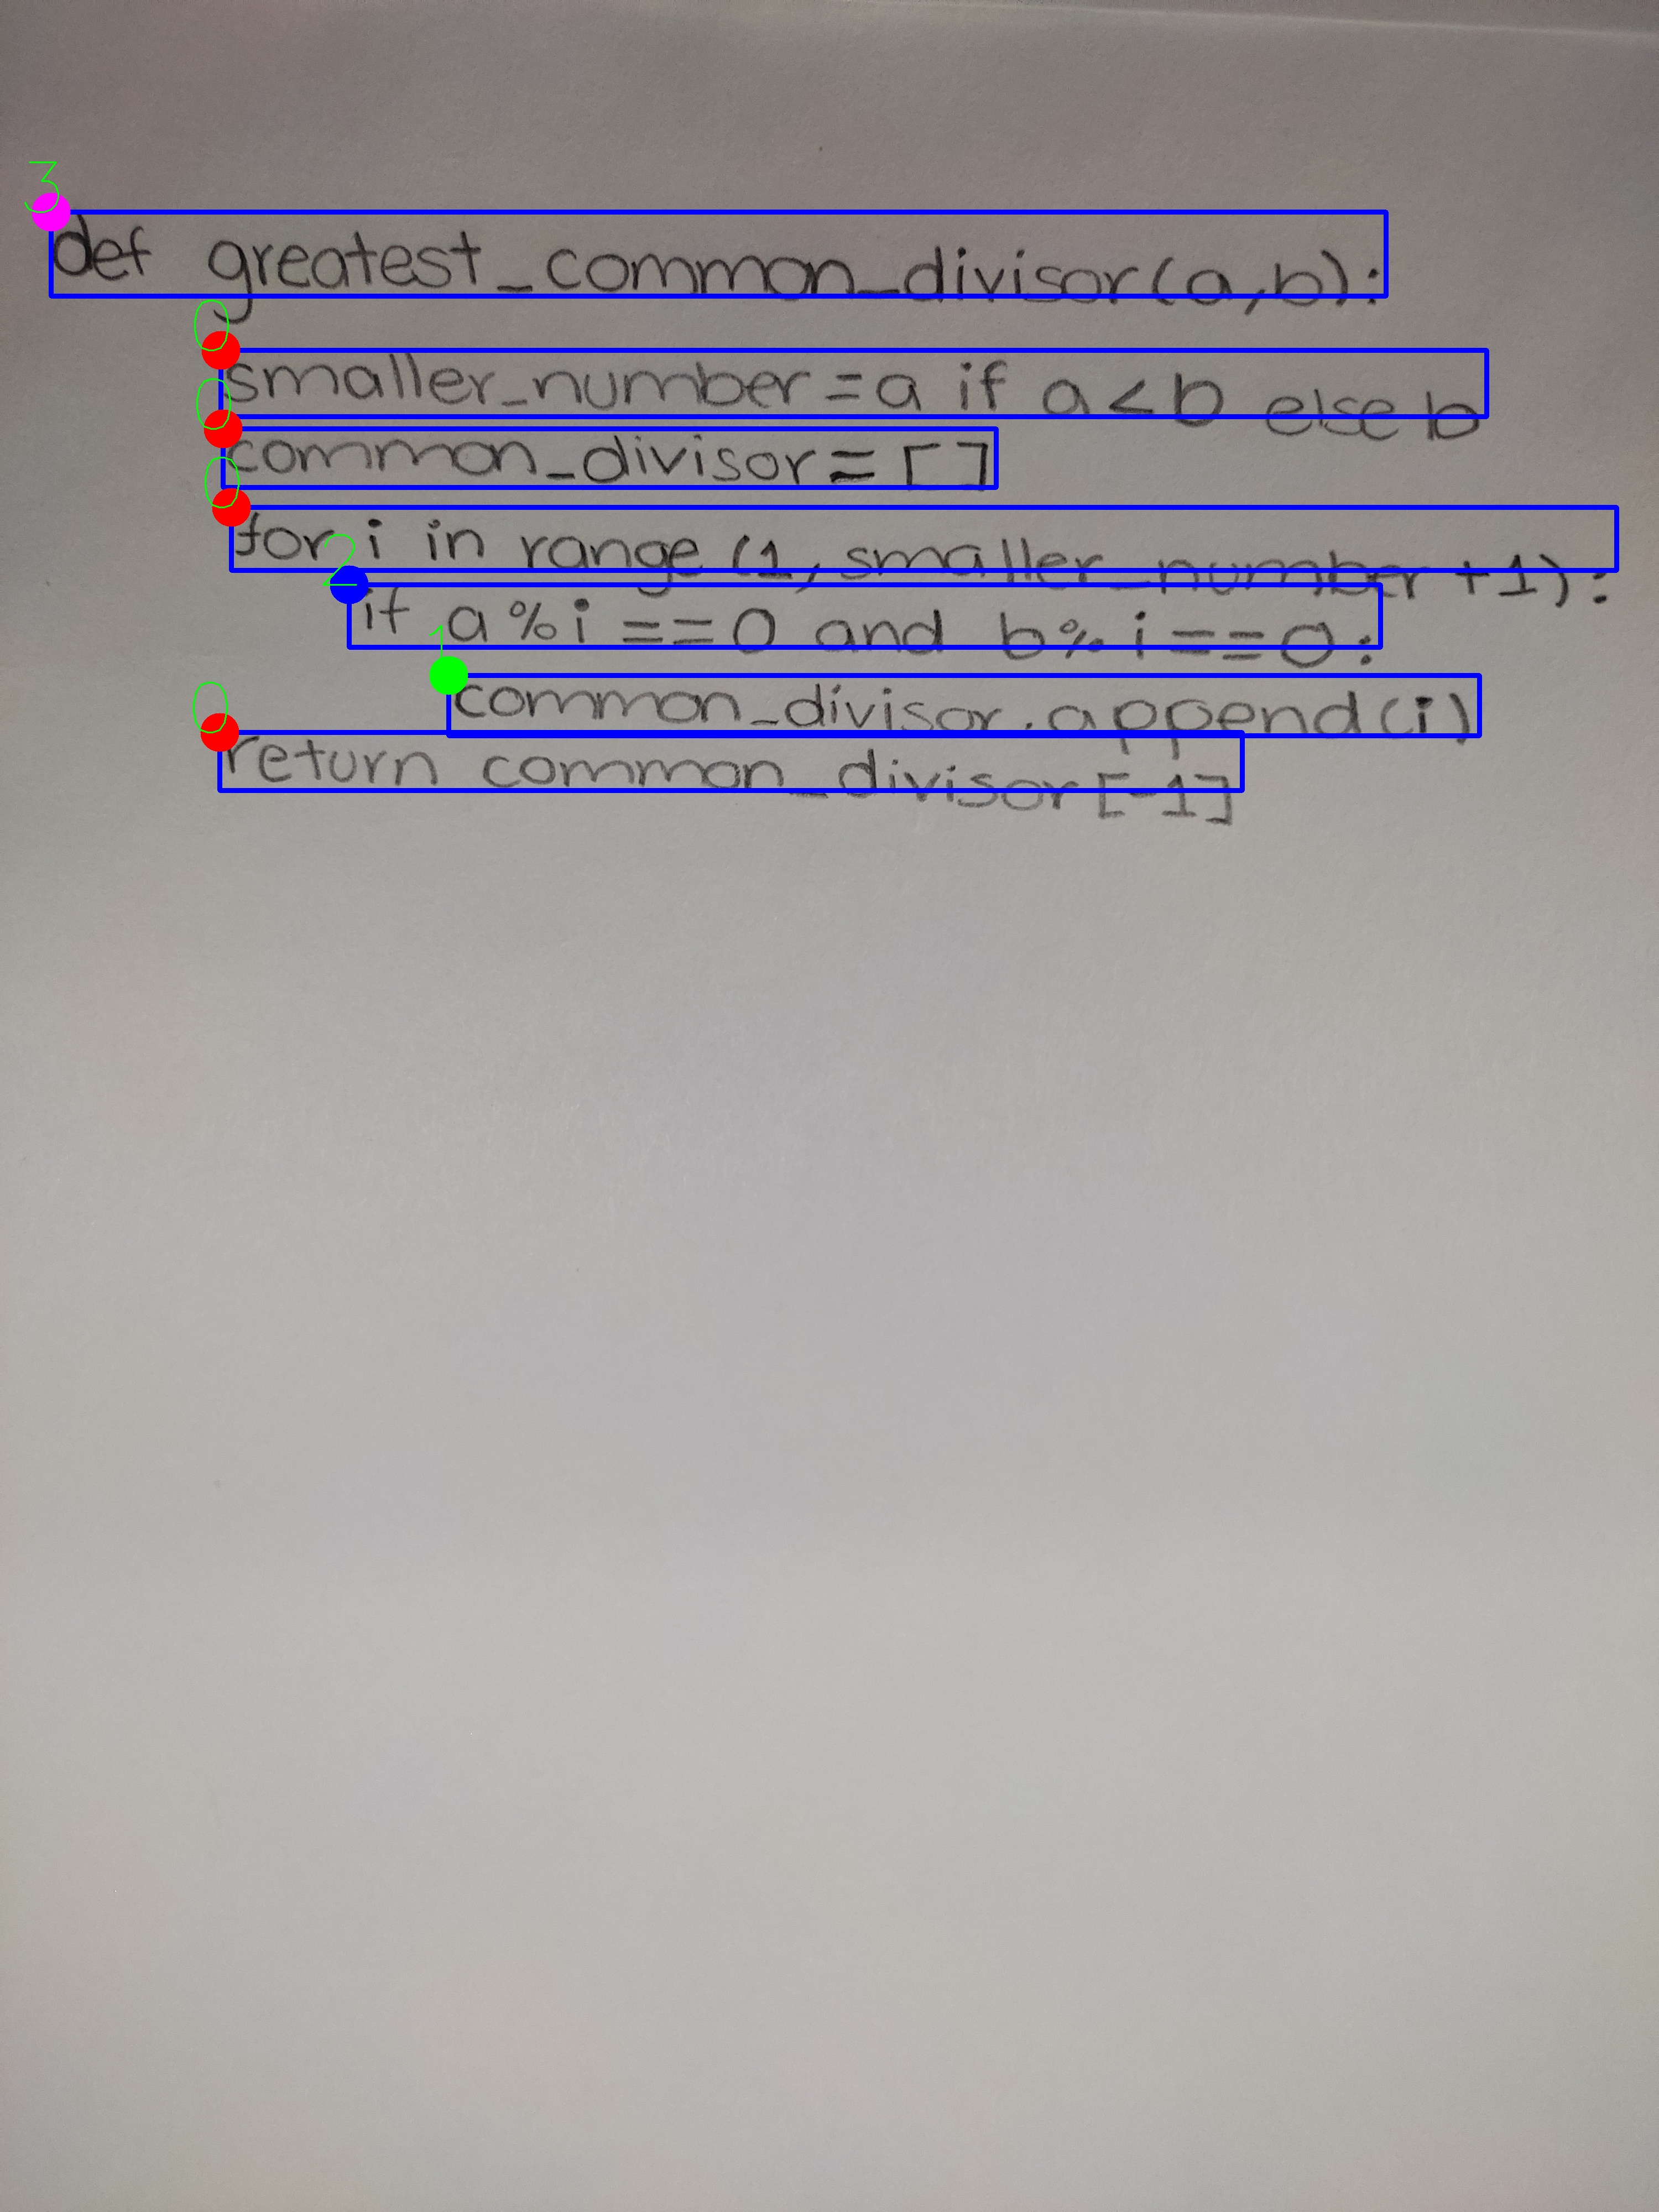 3
def greatest_common_divisor(a,b):
0
smaller_number=a if a<b else b
0
common_divisor=[]
0
for i in range (1, smaller_number +1):
2
if a%i ==0 and b%i==0:
1
common_divisor.append(i)
0
return common_divisor[-1]